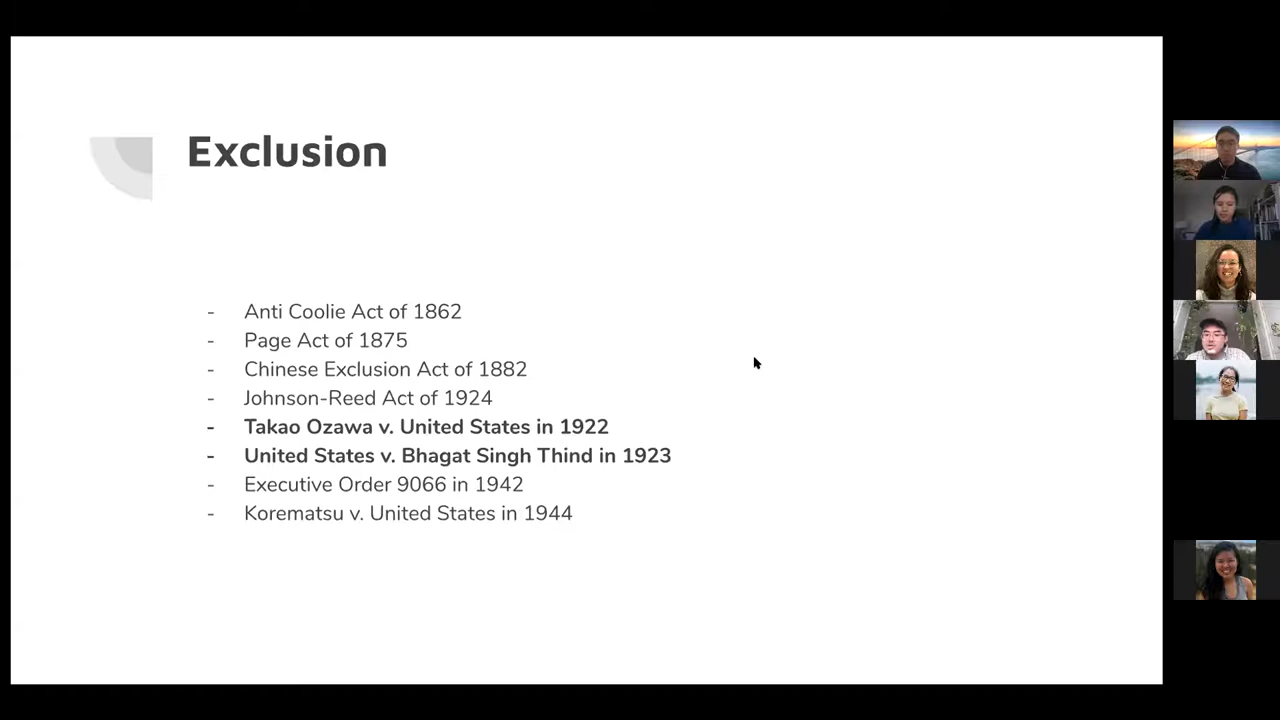 Exclusion
- Anti Coolie Act of 1862
- Page Act of 1875
- Chinese Exclusion Act of 1882
- Johnson-Reed Act of 1924
- Takao Ozawa v. United States in 1922
- United States v. Bhagat Singh Thind in 1923
- Executive Order 9066 in 1942
- Korematsu v. United States in 1944